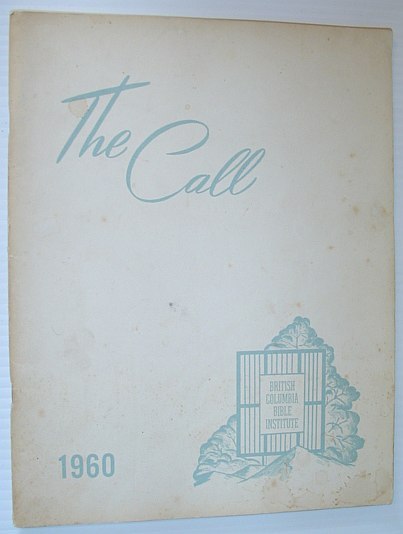 The
Call
BRITISH
COLUMBIA
BIBLE
INSTITUTE
1960